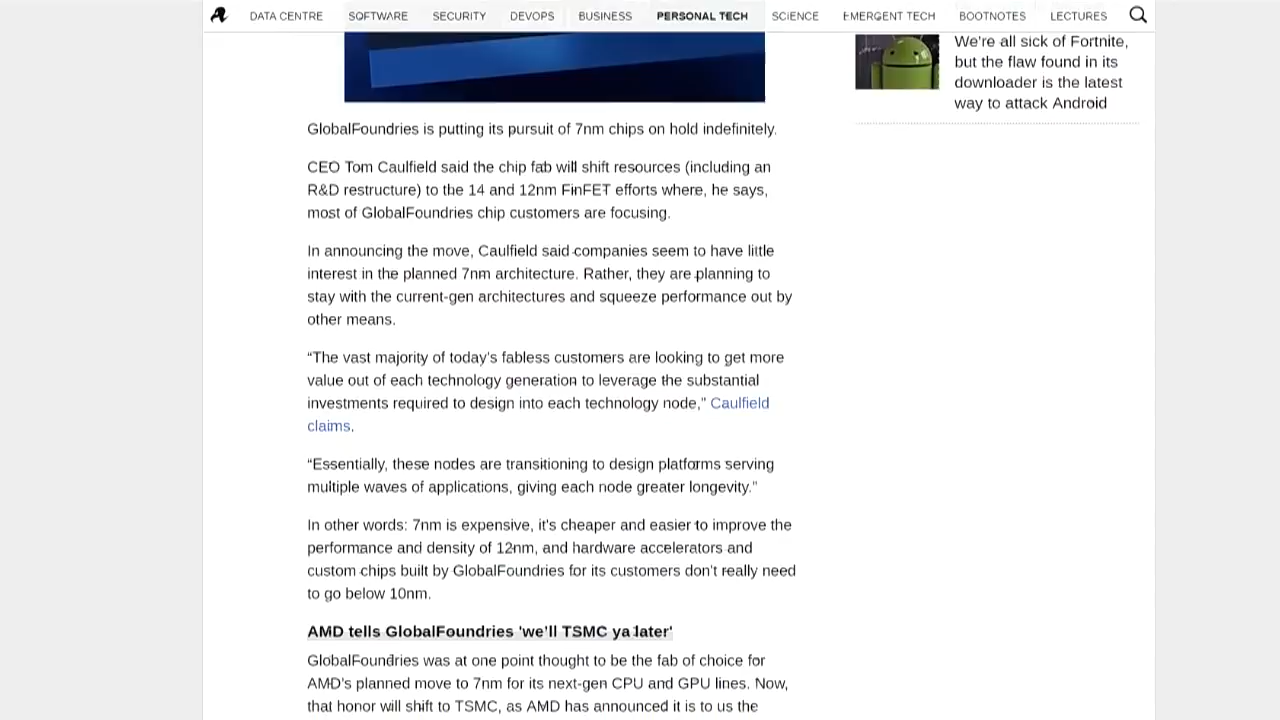 DATA CENTRE SOFTWARE SECURITY DEVOPS BUSINESS PERSONAL TECH SCIENCE EMERGENT TECH BOOTNOTES LECTURES
We're all sick of Fortnite,
but the flaw found in its
downloader is the latest
way to attack Android
GlobalFoundries is putting its pursuit of 7nm chips on hold indefinitely.
CEO Tom Caulfield said the chip fab will shift resources (including an
R&D restructure) to the 14 and 12nm FinFET efforts where, he says,
most of GlobalFoundries chip customers are focusing.
In announcing the move, Caulfield said companies seem to have little
interest in the planned 7nm architecture. Rather, they are planning to
stay with the current-gen architectures and squeeze performance out by
other means.
“The vast majority of today's fabless customers are looking to get more
value out of each technology generation to leverage the substantial
investments required to design into each technology node,” Caulfield
claims.
“Essentially, these nodes are transitioning to design platforms serving
multiple waves of applications, giving each node greater longevity.”
In other words: 7nm is expensive, it's cheaper and easier to improve the
performance and density of 12nm, and hardware accelerators and
custom chips built by GlobalFoundries for its customers don't really need
to go below 10nm.
AMD tells GlobalFoundries 'we'll TSMC ya later'
GlobalFoundries was at one point thought to be the fab of choice for
AMD's planned move to 7nm for its next-gen CPU and GPU lines. Now,
that honor will shift to TSMC, as AMD has announced it is to us the